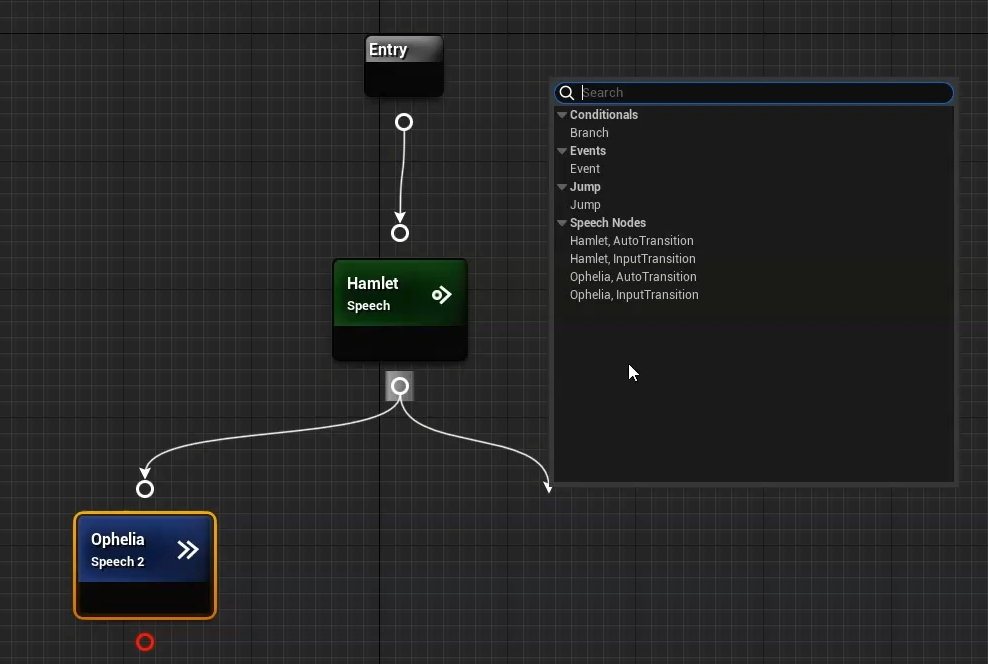 Entry
Hamlet
Speech
Ophelia
Speech 2
Search
Conditionals
Branch
Events
Event
Jump
Jump
Speech Nodes
Hamlet, AutoTransition
Hamlet, InputTransition
Ophelia, AutoTransition
Ophelia, InputTransition